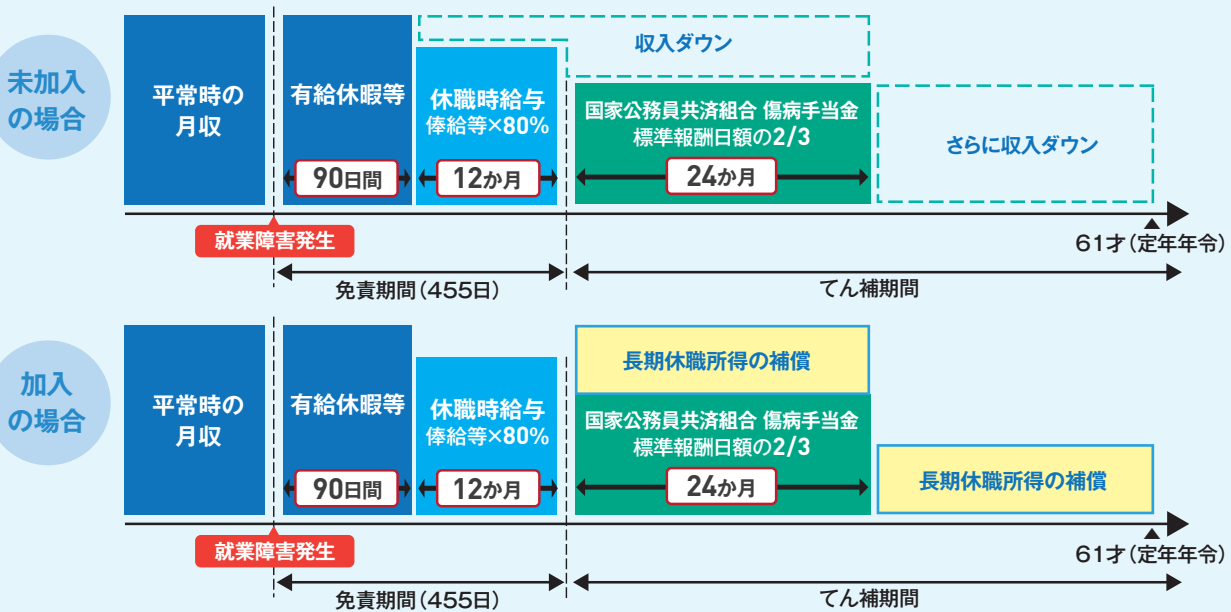 未加入
の場合
平常時の
月収
有給休暇等
90日間
休職時給与
俸給等×80%
12か月
収入ダウン
国家公務員共済組合 傷病手当金
標準報酬日額の2/3
24か月
さらに収入ダウン
就業障害発生
61才(定年年令)
免責期間(455日)
てん補期間
加入
の場合
平常時の
月収
有給休暇等
90日間
休職時給与
俸給等×80%
12か月
長期休職所得の補償
国家公務員共済組合 傷病手当金
標準報酬日額の2/3
24か月
長期休職所得の補償
就業障害発生
61才(定年年令)
免責期間(455日)
てん補期間